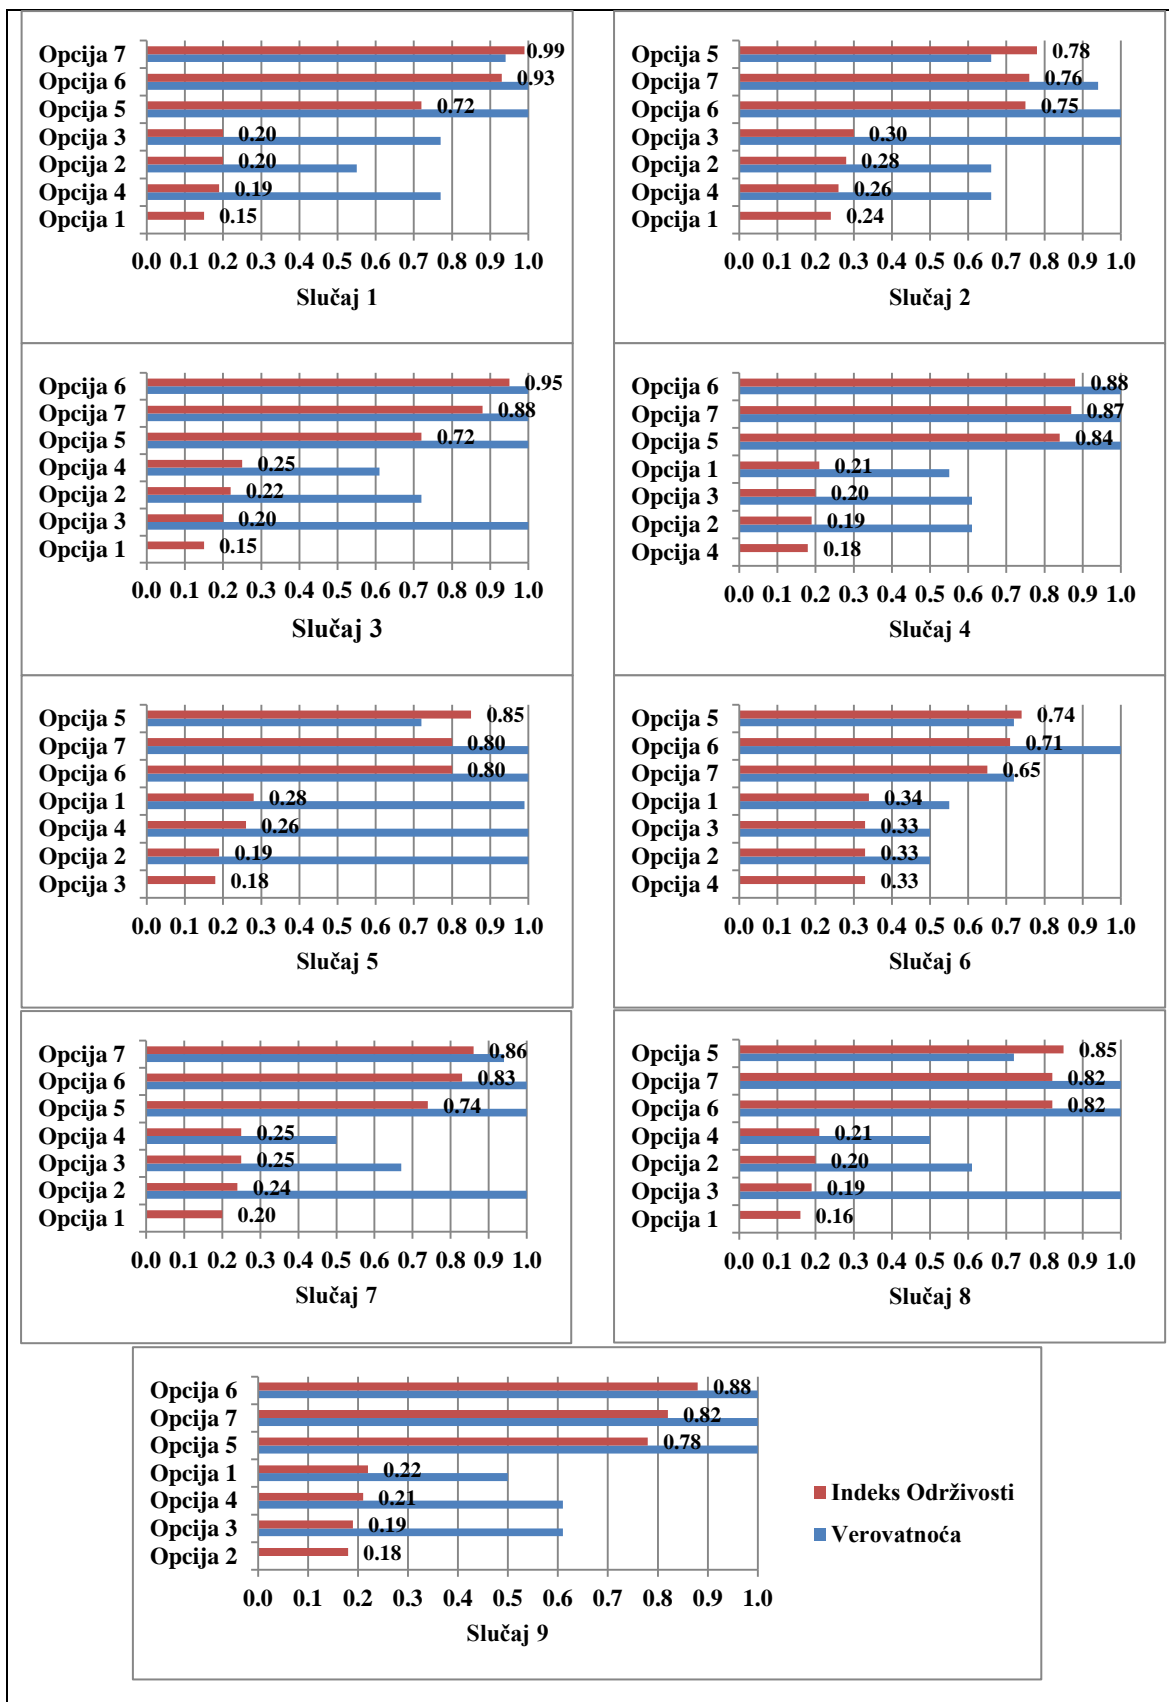 Opcija 7 0.99
Opcija 6 0.93
Opcija 5 0.72
Opcija 3 0.20
Opcija 2 0.20
Opcija 4 0.19
Opcija 1 0.15
0.0 0.1 0.2 0.3 0.4 0.5 0.6 0.7 0.8 0.9 1.0
Slučaj 1
Opcija 5 0.78
Opcija 7 0.76
Opcija 6 0.75
Opcija 3 0.30
Opcija 2 0.28
Opcija 4 0.26
Opcija 1 0.24
0.0 0.1 0.2 0.3 0.4 0.5 0.6 0.7 0.8 0.9 1.0
Slučaj 2
Opcija 6 0.95
Opcija 7 0.88
Opcija 5 0.72
Opcija 4 0.25
Opcija 2 0.22
Opcija 3 0.20
Opcija 1 0.15
0.0 0.1 0.2 0.3 0.4 0.5 0.6 0.7 0.8 0.9 1.0
Slučaj 3
Opcija 6 0.88
Opcija 7 0.87
Opcija 5 0.84
Opcija 1 0.21
Opcija 3 0.20
Opcija 2 0.19
Opcija 4 0.18
0.0 0.1 0.2 0.3 0.4 0.5 0.6 0.7 0.8 0.9 1.0
Slučaj 4
Opcija 5 0.85
Opcija 7 0.80
Opcija 6 0.80
Opcija 1 0.28
Opcija 4 0.26
Opcija 2 0.19
Opcija 3 0.18
0.0 0.1 0.2 0.3 0.4 0.5 0.6 0.7 0.8 0.9 1.0
Slučaj 5
Opcija 5 0.74
Opcija 6 0.71
Opcija 7 0.65
Opcija 1 0.34
Opcija 3 0.33
Opcija 2 0.33
Opcija 4 0.33
0.0 0.1 0.2 0.3 0.4 0.5 0.6 0.7 0.8 0.9 1.0
Slučaj 6
Opcija 7 0.86
Opcija 6 0.83
Opcija 5 0.74
Opcija 4 0.25
Opcija 3 0.25
Opcija 2 0.24
Opcija 1 0.20
0.0 0.1 0.2 0.3 0.4 0.5 0.6 0.7 0.8 0.9 1.0
Slučaj 7
Opcija 5 0.85
Opcija 7 0.82
Opcija 6 0.82
Opcija 4 0.21
Opcija 2 0.20
Opcija 3 0.19
Opcija 1 0.16
0.0 0.1 0.2 0.3 0.4 0.5 0.6 0.7 0.8 0.9 1.0
Slučaj 8
Opcija 6 0.88
Opcija 7 0.82
Opcija 5 0.78
Opcija 1 0.22
Opcija 4 0.21
Opcija 3 0.19
Opcija 2 0.18
0.0 0.1 0.2 0.3 0.4 0.5 0.6 0.7 0.8 0.9 1.0
Slučaj 9
Indeks Održivosti
Verovatnoća